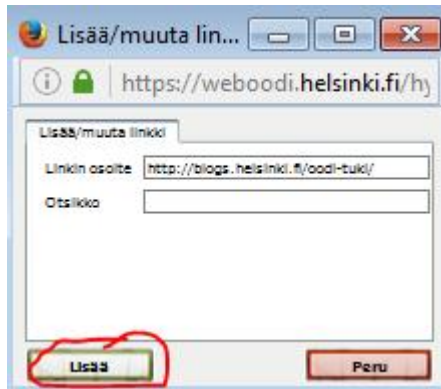 Lisää/muuta lin...
https://weboodi.helsinki.fi/hy
Lisää/muuta linkki
Linkin osoite http://blogs.helsinki.fi/oodi-tuki/
Otsikko
Lisää Peru